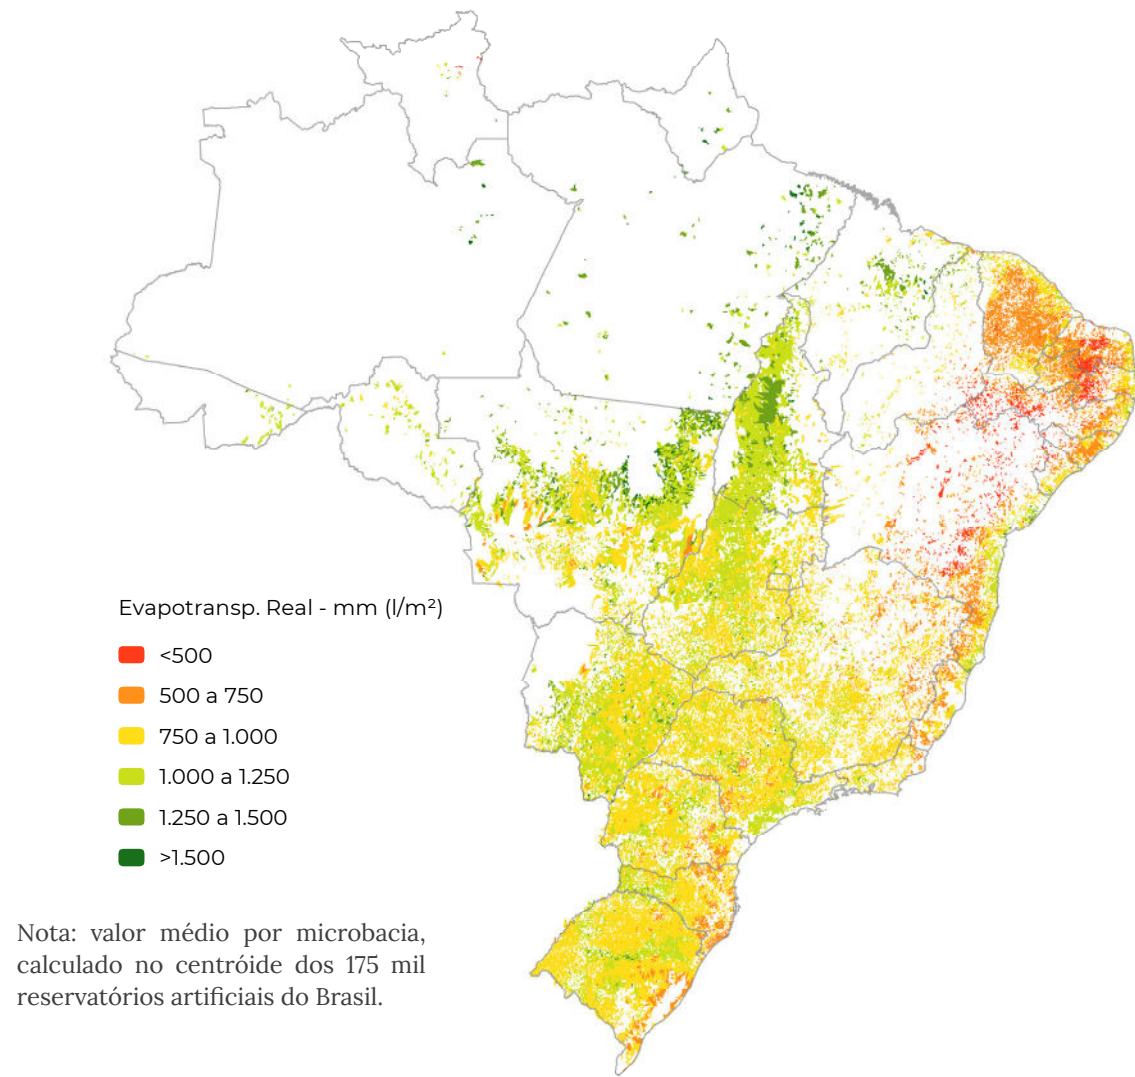 Evapotransp. Real - mm (l/m²)
<500
500 a 750
750 a 1.000
1.000 a 1.250
1.250 a 1.500
>1.500
Nota: valor médio por microbacia,
calculado no centróide dos 175 mil
reservatórios artificiais do Brasil.